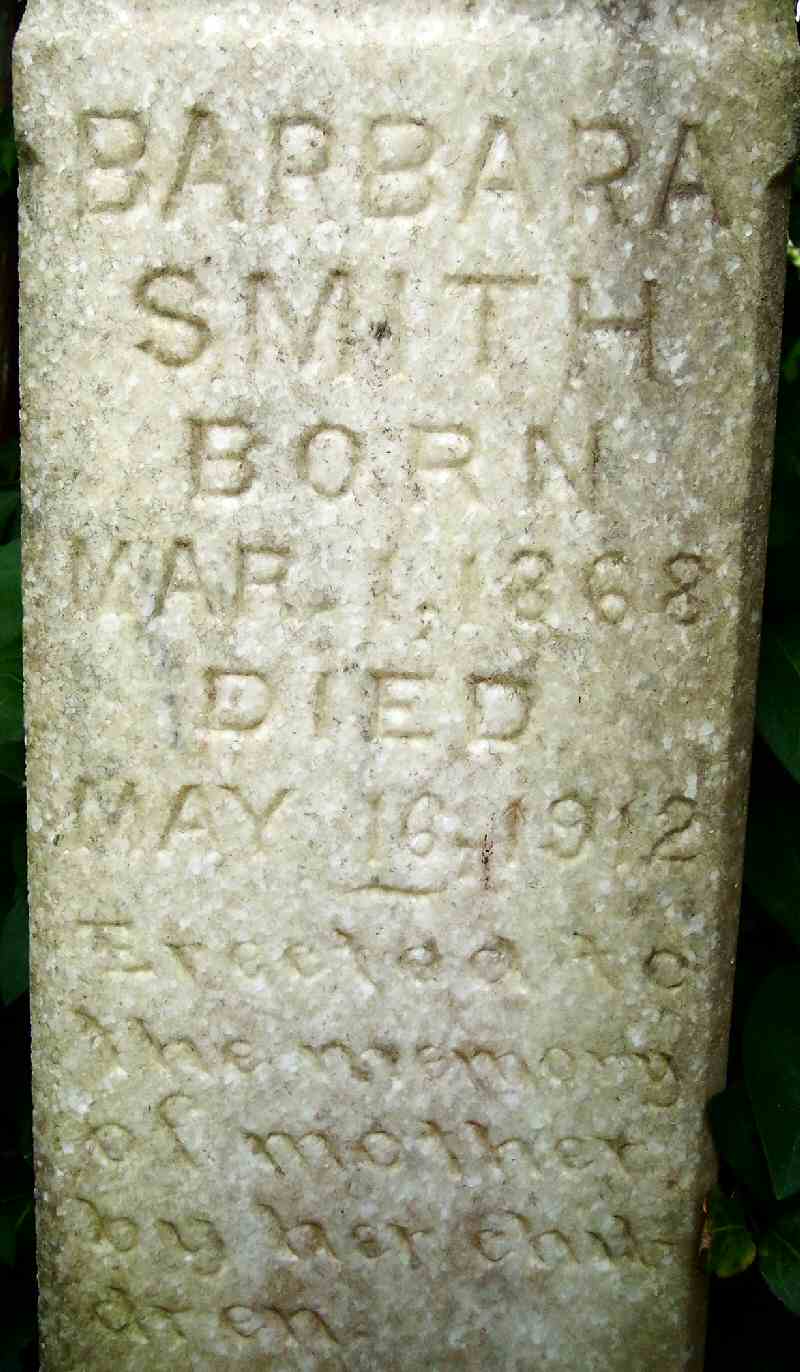 BARBARA
SMITH
BORN
MAR. 1, 1868
DIED
MAY 16, 1912
Erected to
the memory
of mother
by her chil-
dren.